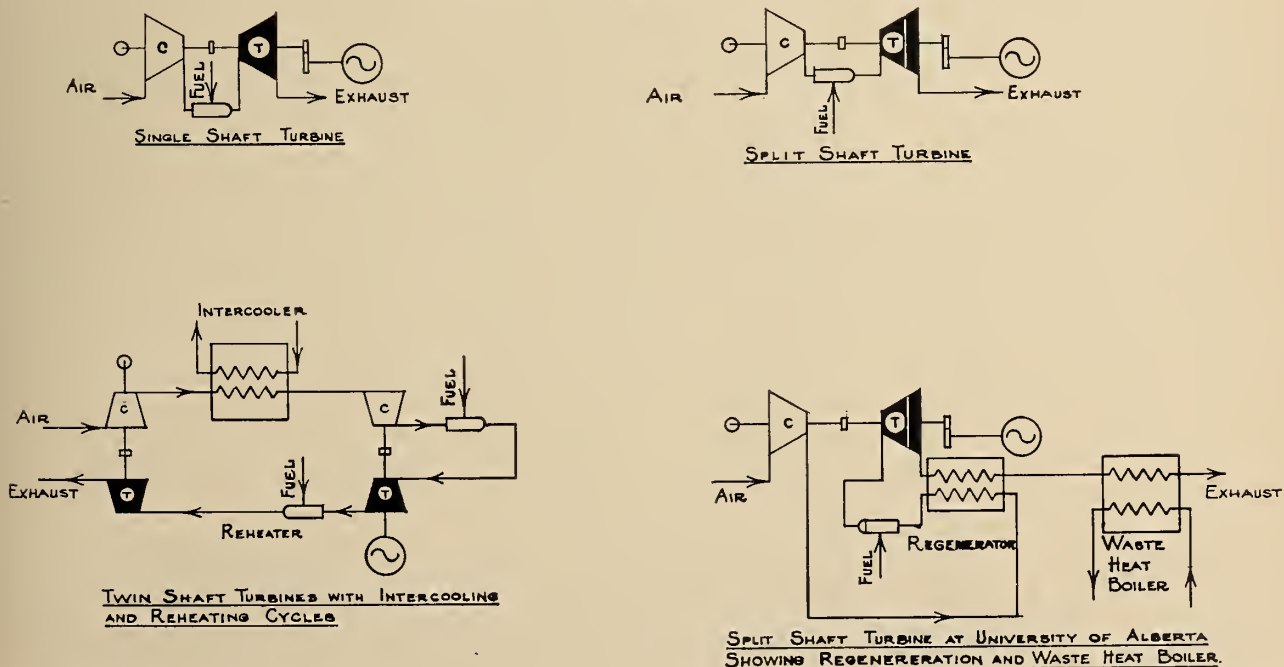 C
T
FUEL
AIR
EXHAUST
SINGLE SHAFT TURBINE
C
T
AIR
FUEL
EXHAUST
SPLIT SHAFT TURBINE
INTERCOOLER
C
C
FUEL
AIR
EXHAUST
T
FUEL
T
REHEATER
TWIN SHAFT TURBINES WITH INTERCOOLING
AND REHEATING CYCLES
C
T
AIR
FUEL
REGENERATOR
EXHAUST
WASTE
HEAT
BOILER
SPLIT SHAFT TURBINE AT UNIVERSITY OF ALBERTA
SHOWING REGENERERATION AND WASTE HEAT BOILER.